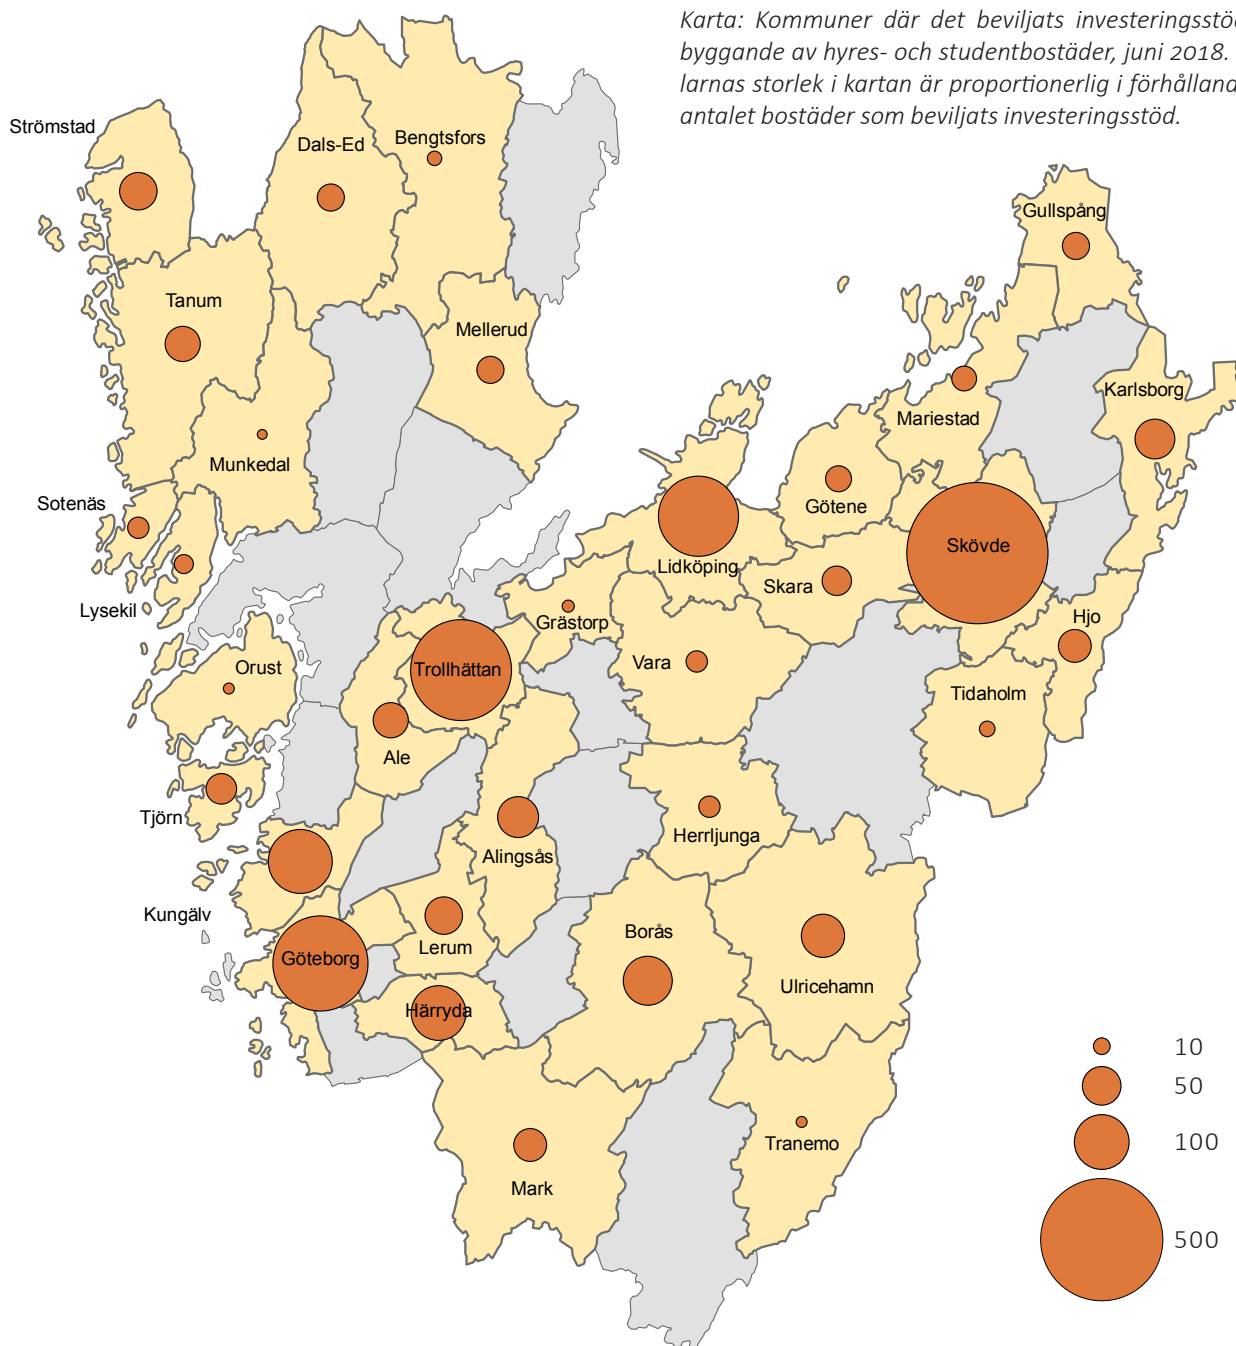 Karta: Kommuner där det beviljats investeringsstöd
byggande av hyres- och studentbostäder, juni 2018.
larnas storlek i kartan är proportionerlig i förhålland
antalet bostäder som beviljats investeringsstöd.
Strömstad
Dals-Ed
Bengtsfors
Gullspång
Tanum
Mellerud
Karlsborg
Mariestad
Munkedal
Sotenäs
Götene
Skövde
Lidköping
Skara
Lysekil
Grästorp
Hjo
Orust
Trollhättan
Vara
Tidaholm
Ale
Tjörn
Herrljunga
Alingsås
Kungälv
Borås
Lerum
Göteborg
Ulricehamn
Härryda
10
50
Tranemo
100
Mark
500